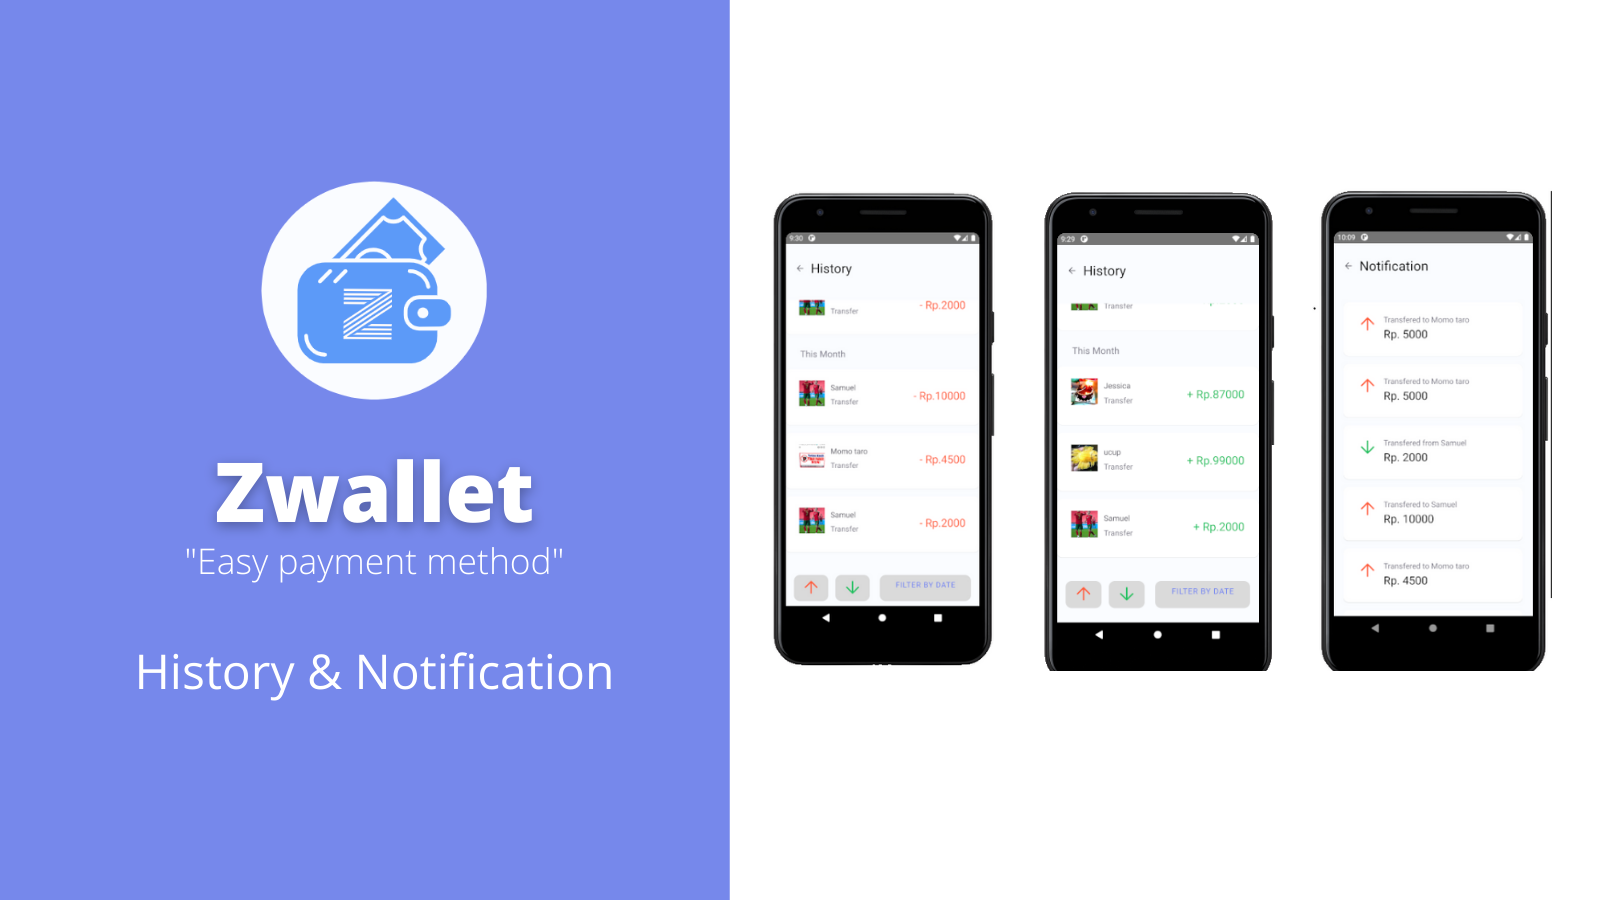 Z
Zwallet
"Easy payment method"
History & Notification
9:30
History
Transfer
- Rp.2000
This Month
Samuel
Transfer
- Rp.10000
Momo taro
Transfer
- Rp.4500
Samuel
Transfer
- Rp.2000
FILTER BY DATE
9:29
History
Transfer
This Month
Jessica
Transfer
+ Rp.87000
ucup
Transfer
+ Rp.99000
Samuel
Transfer
+ Rp.2000
FILTER BY DATE
10:09
Notification
Transfered to Momo taro
Rp. 5000
Transfered to Momo taro
Rp. 5000
Transfered from Samuel
Rp. 2000
Transfered to Samuel
Rp. 10000
Transfered to Momo taro
Rp. 4500